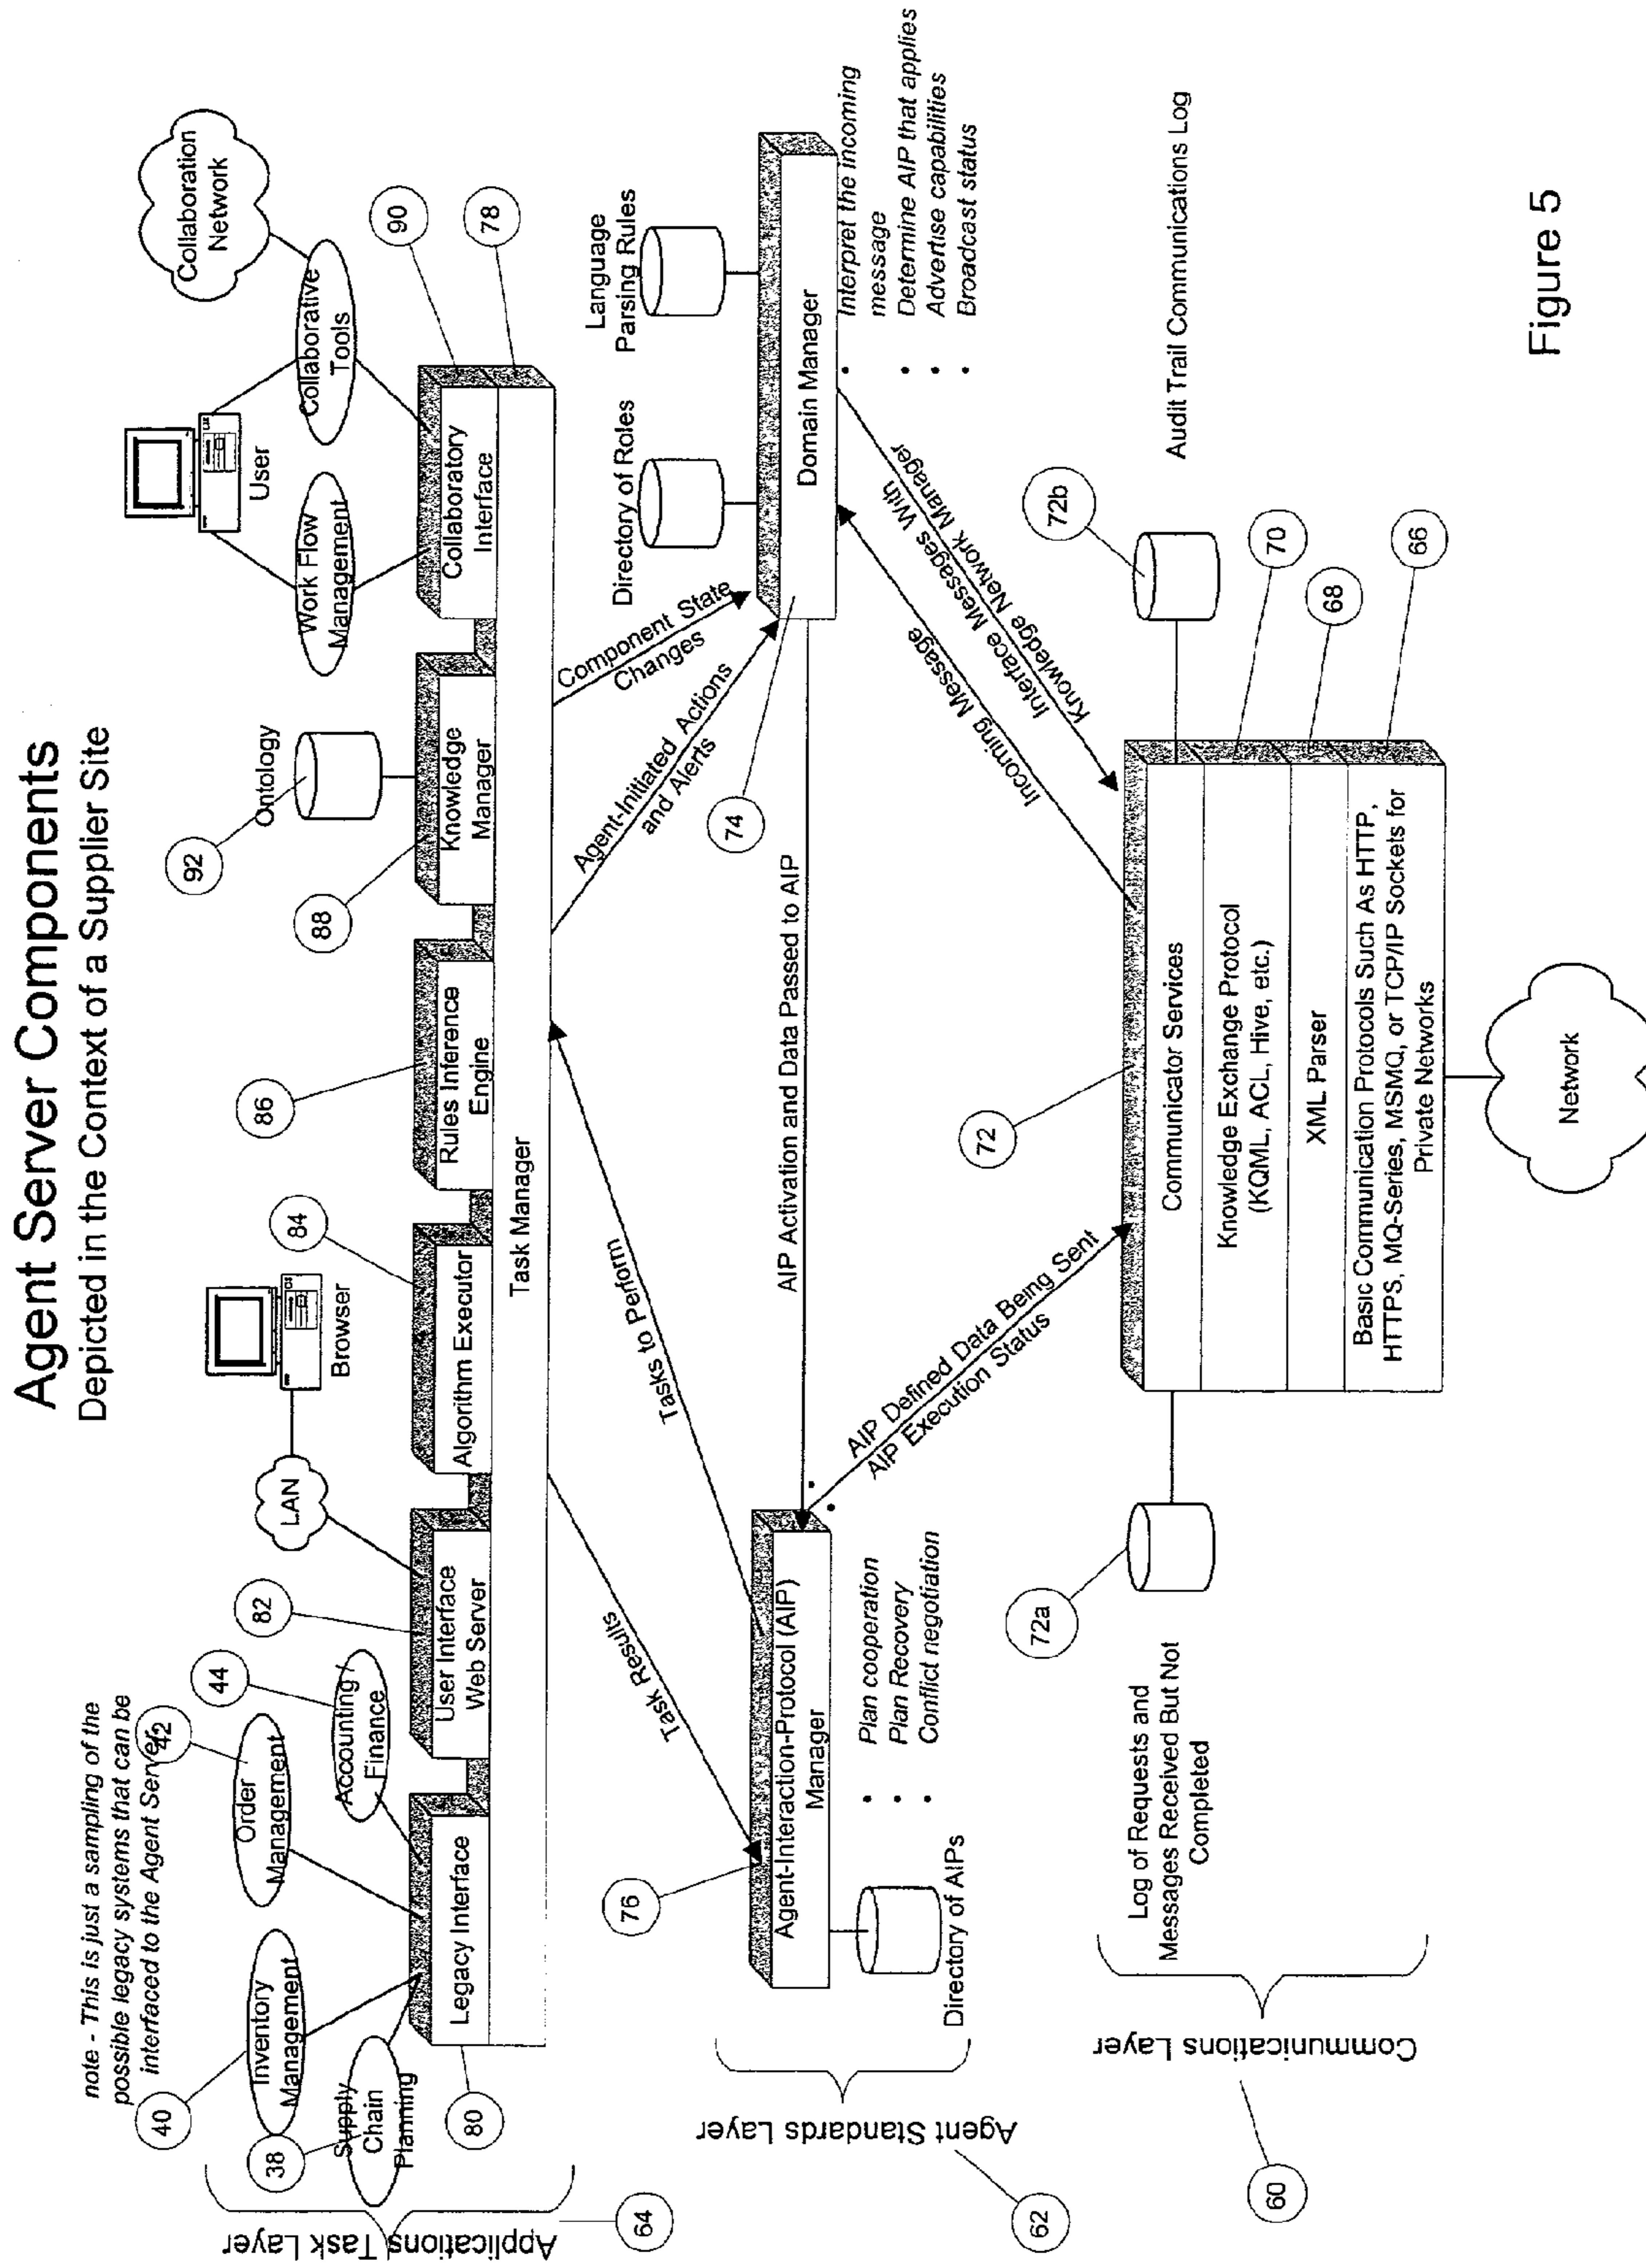 Agent Server Components
Depicted in the Context of a Supplier Site
note - This is just a sampling of the
possible legacy systems that can be
interfaced to the Agent Server
42
40
38
44
Inventory
Management
Supply
Chain
Planning
Order
Management
Accounting /
Finance
82
LAN
Browser
84
86
88
92
Ontology
User
Work Flow
Management
Collaborative
Tools
Collaboration
Network
90
78
80
Legacy Interface
User Interface
Web Server
Algorithm Executor
Rules Inference
Engine
Knowledge
Manager
Collaboratory
Interface
Task Manager
Applications Task Layer
64
Task Results
Tasks to Perform
Agent-Initiated Actions
and Alerts
Component State
Changes
Directory of Roles
Language
Parsing Rules
76
74
Agent-Interaction-Protocol (AIP)
Manager
AIP Activation and Data Passed to AIP
Domain Manager
• Plan cooperation
• Plan Recovery
• Conflict negotiation
Directory of AIPs
• Interpret the incoming
message
• Determine AIP that applies
• Advertise capabilities
• Broadcast status
Agent Standards Layer
62
• AIP Defined Data Being Sent
• AIP Execution Status
Incoming Message
Interface Messages With
Knowledge Network Manager
72
72a
72b
Log of Requests and
Messages Received But Not
Completed
Audit Trail Communications Log
Communicator Services
Knowledge Exchange Protocol
(KQML, ACL, Hive, etc.)
XML Parser
Basic Communication Protocols Such As HTTP,
HTTPS, MQ-Series, MSMQ, or TCP/IP Sockets for
Private Networks
70
68
66
Communications Layer
60
Network
Figure 5